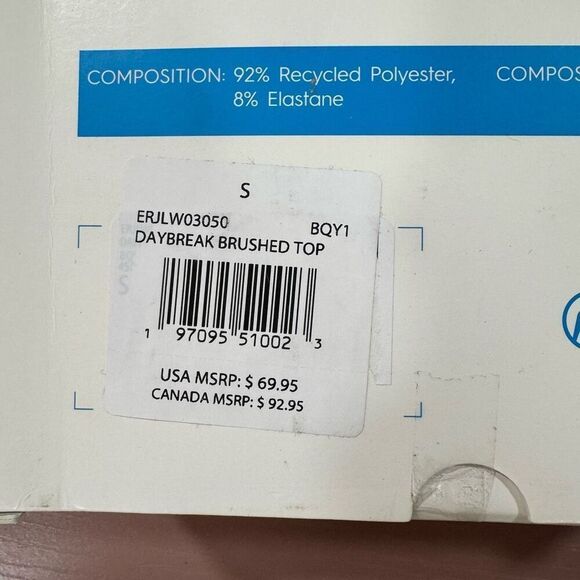 COMPOSITION: 92% Recycled Polyester,
8% Elastane
COMPOS
S
ERJLW03050 BQY1
DAYBREAK BRUSHED TOP
1 97095 51002 3
USA MSRP: $ 69.95
CANADA MSRP: $ 92.95